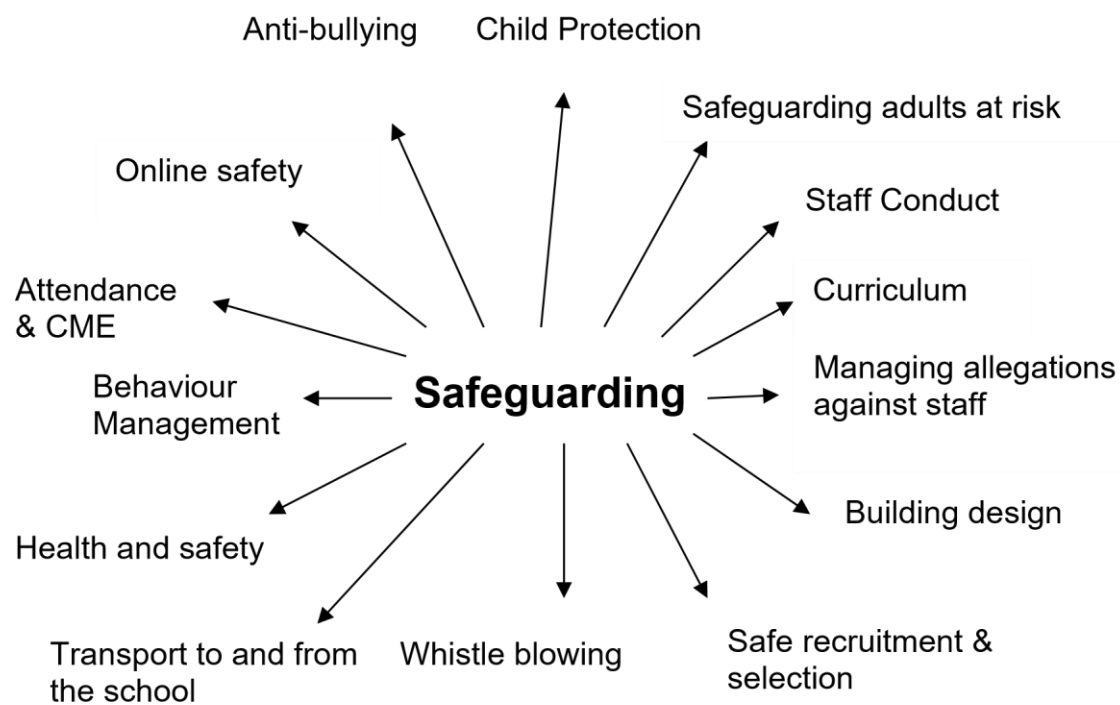 Anti-bullying
Child Protection
Safeguarding adults at risk
Online safety
Staff Conduct
Attendance
& CME
Curriculum
Behaviour
Management
Safeguarding
Managing allegations
against staff
Building design
Health and safety
Transport to and from
the school
Whistle blowing
Safe recruitment &
selection